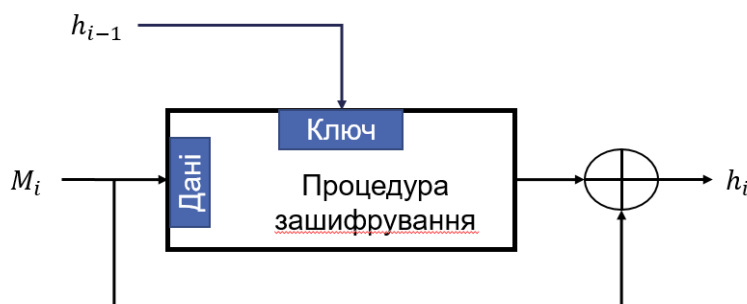 h_{i-1}
Ключ
M_i
Дані
Процедура
зашифрування
h_i